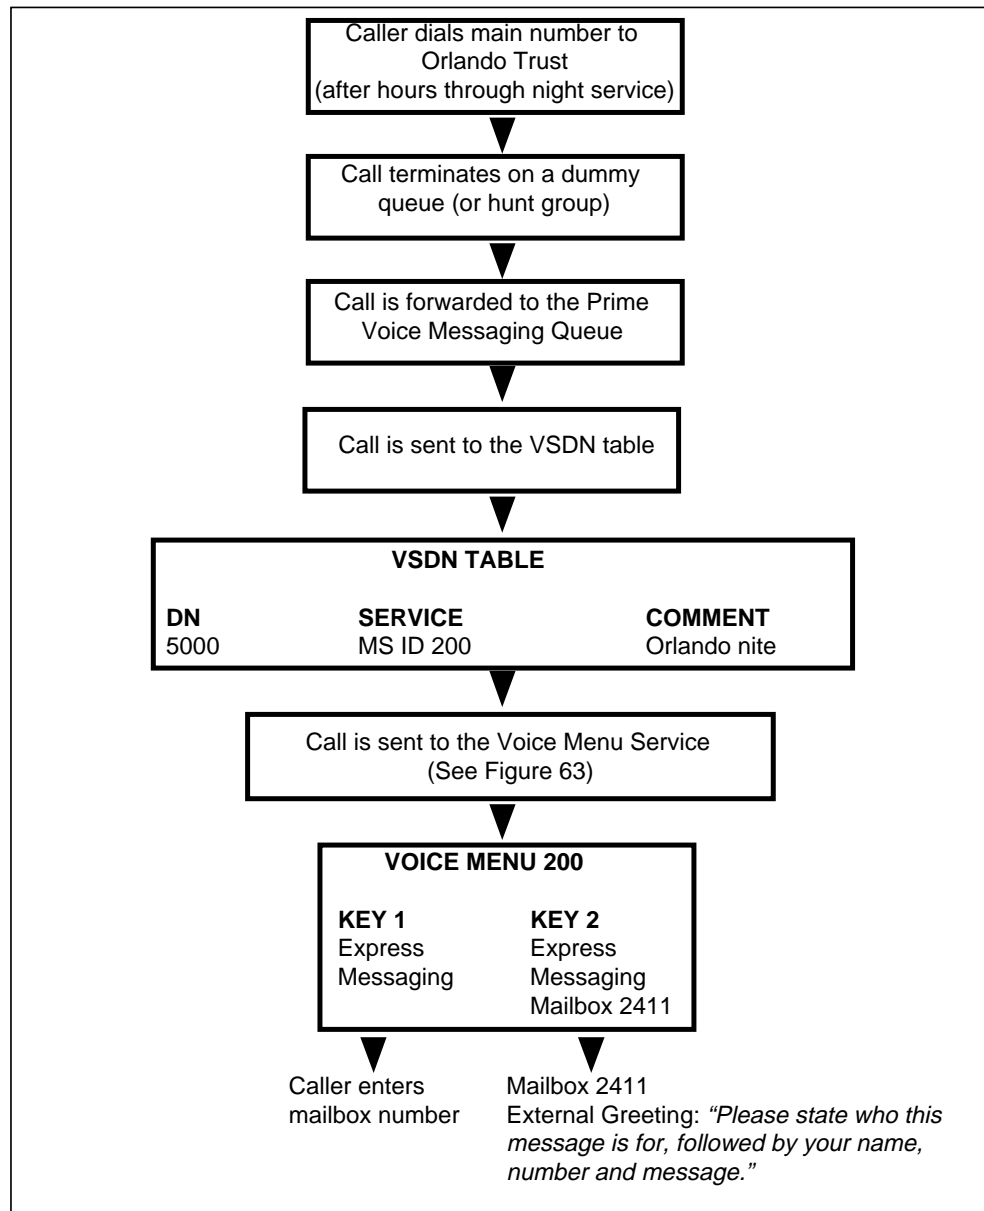 Caller dials main number to
Orlando Trust
(after hours through night service)
Call terminates on a dummy
queue (or hunt group)
Call is forwarded to the Prime
Voice Messaging Queue
Call is sent to the VSDN table
VSDN TABLE
DN SERVICE COMMENT
5000 MS ID 200 Orlando nite
Call is sent to the Voice Menu Service
(See Figure 63)
VOICE MENU 200
KEY 1 KEY 2
Express Express
Messaging Messaging
Mailbox 2411
Caller enters
mailbox number
Mailbox 2411
External Greeting: “Please state who this
message is for, followed by your name,
number and message.”